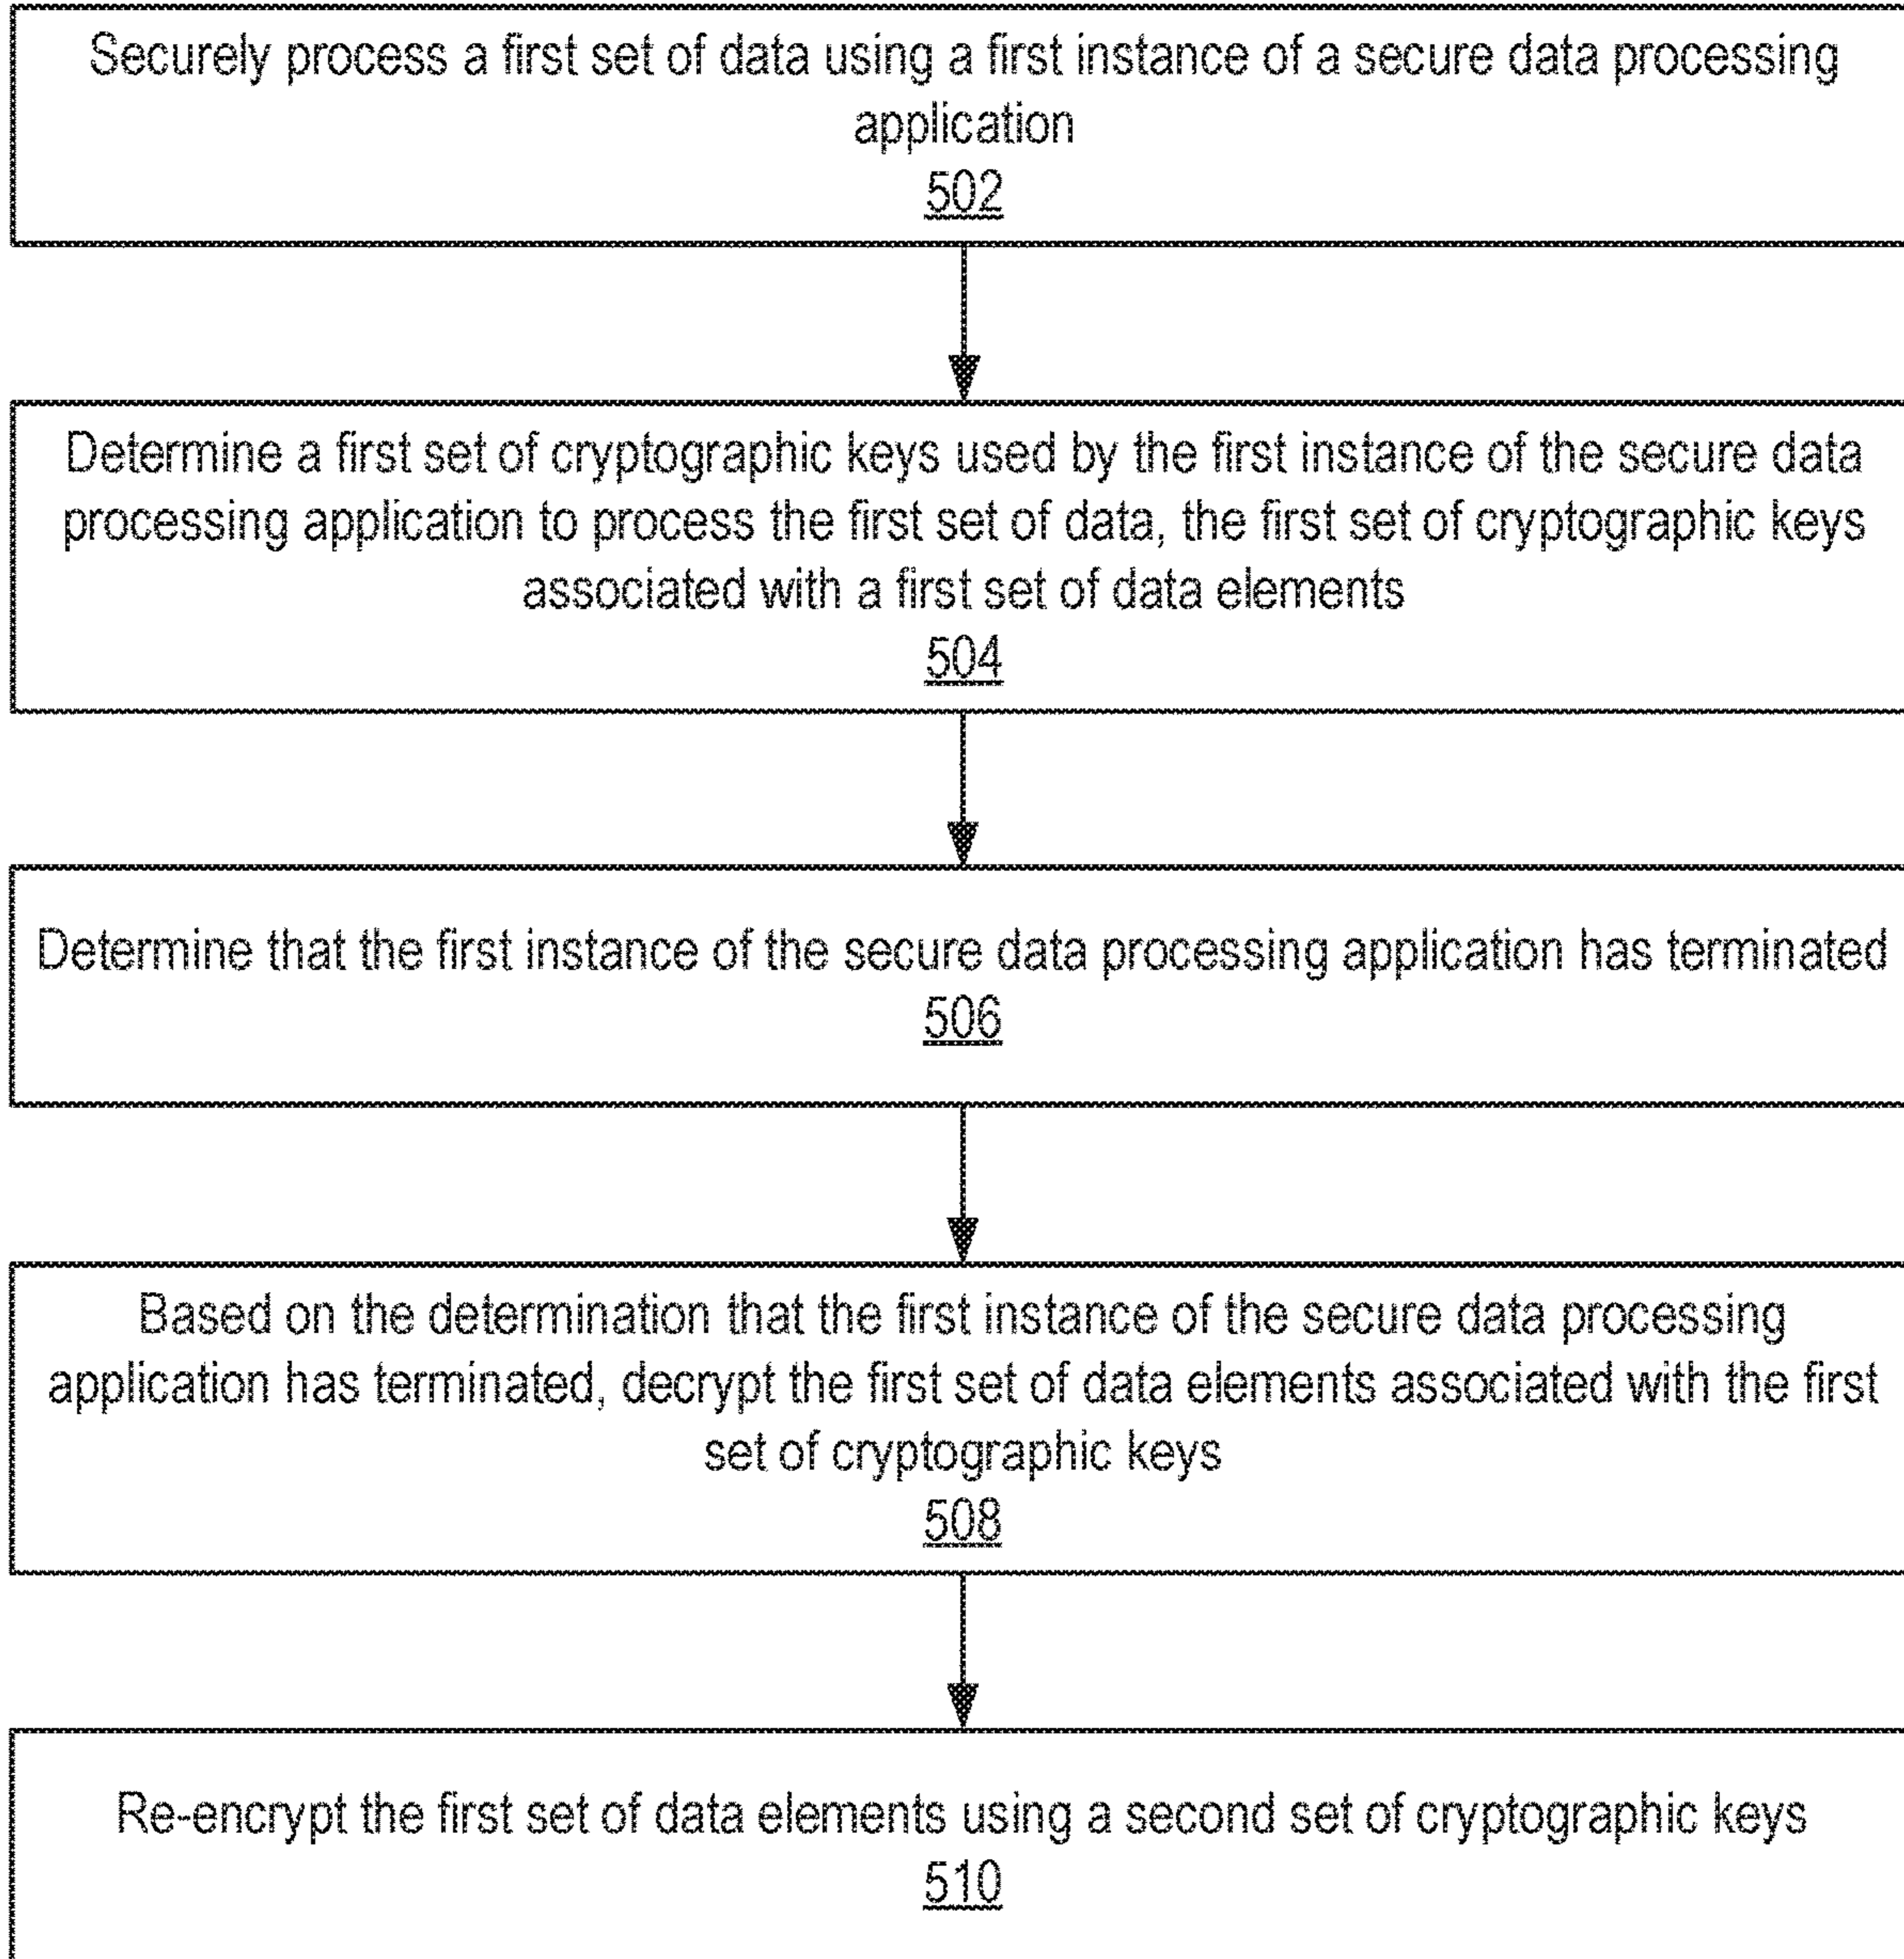 Securely process a first set of data using a first instance of a secure data processing
application
502
Determine a first set of cryptographic keys used by the first instance of the secure data
processing application to process the first set of data, the first set of cryptographic keys
associated with a first set of data elements
504
Determine that the first instance of the secure data processing application has terminated
506
Based on the determination that the first instance of the secure data processing
application has terminated, decrypt the first set of data elements associated with the first
set of cryptographic keys
508
Re-encrypt the first set of data elements using a second set of cryptographic keys
510